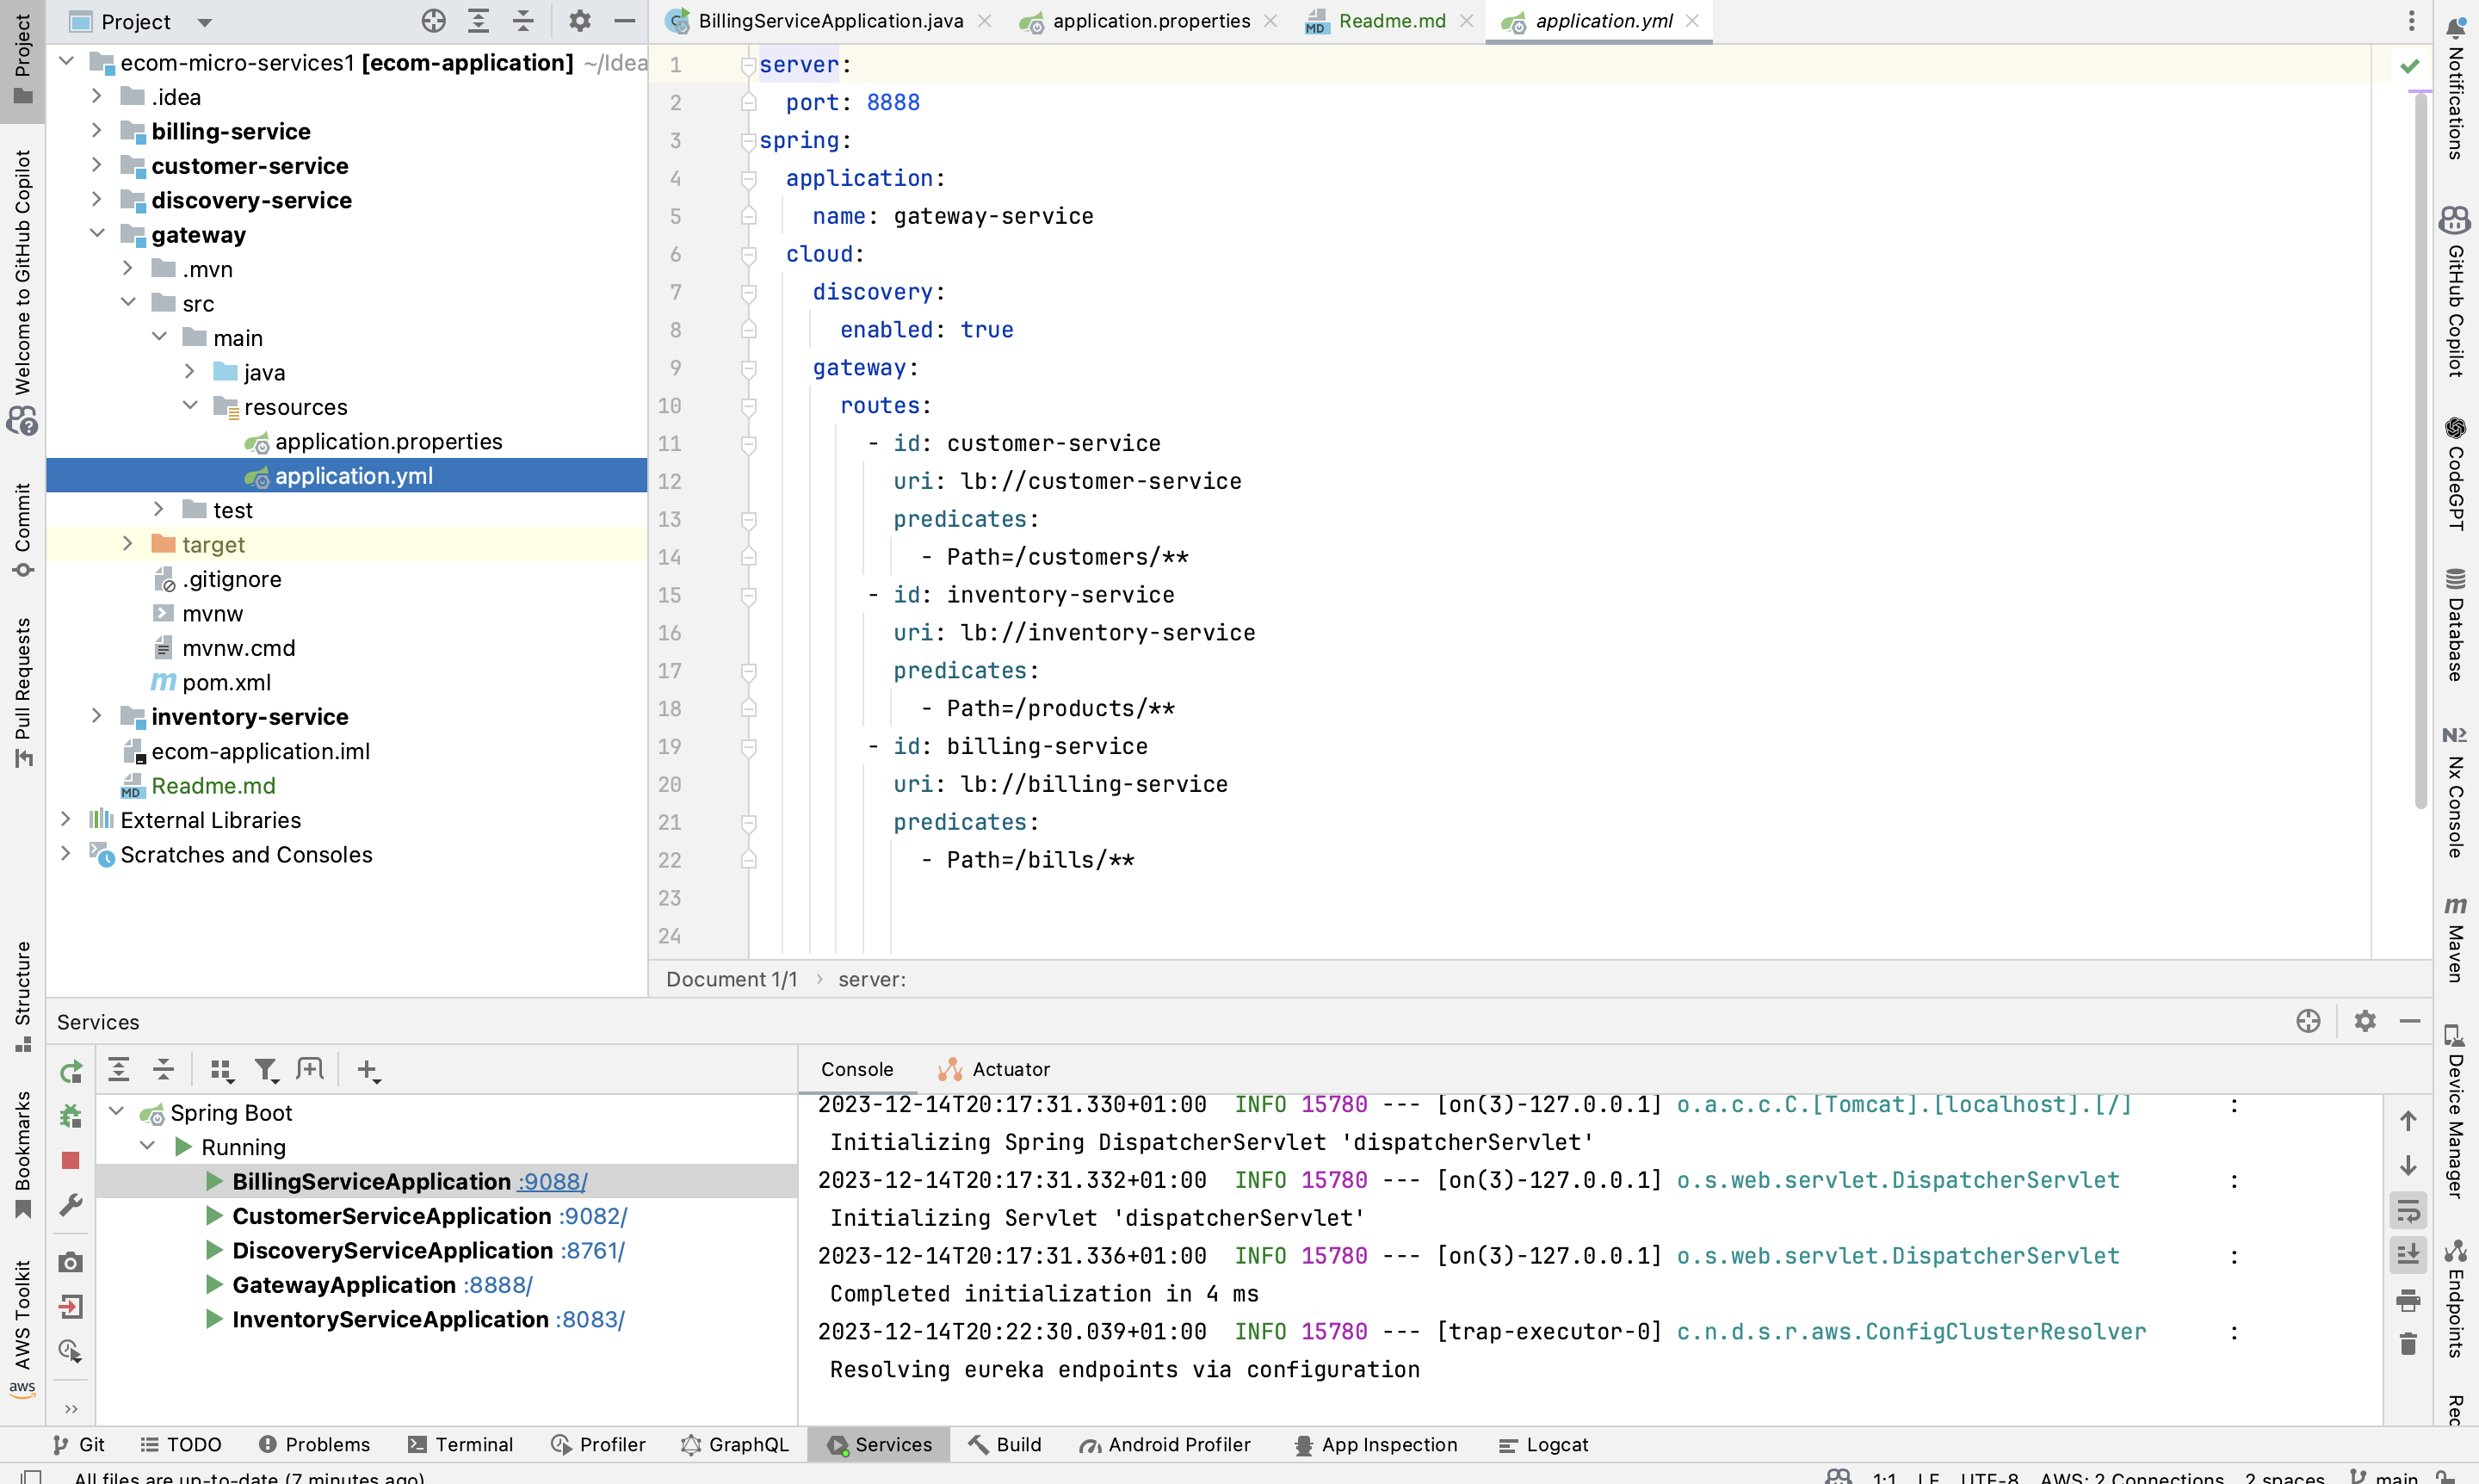 Project
BillingServiceApplication.java
application.properties
Readme.md
application.yml
ecom-micro-services1 [ecom-application] ~/Idea
.idea
billing-service
customer-service
discovery-service
gateway
.mvn
src
main
java
resources
application.properties
application.yml
test
target
.gitignore
mvnw
mvnw.cmd
pom.xml
inventory-service
ecom-application.iml
Readme.md
External Libraries
Scratches and Consoles
1 server:
2 port: 8888
3 spring:
4 application:
5 name: gateway-service
6 cloud:
7 discovery:
8 enabled: true
9 gateway:
10 routes:
11 - id: customer-service
12 uri: lb://customer-service
13 predicates:
14 - Path=/customers/**
15 - id: inventory-service
16 uri: lb://inventory-service
17 predicates:
18 - Path=/products/**
19 - id: billing-service
20 uri: lb://billing-service
21 predicates:
22 - Path=/bills/**
23
24
Document 1/1 › server:
Services
Spring Boot
Running
BillingServiceApplication :9088/
CustomerServiceApplication :9082/
DiscoveryServiceApplication :8761/
GatewayApplication :8888/
InventoryServiceApplication :8083/
Console
Actuator
2023-12-14T20:17:31.330+01:00 INFO 15780 --- [on(3)-127.0.0.1] o.a.c.c.C.[Tomcat].[localhost].[/] :
Initializing Spring DispatcherServlet 'dispatcherServlet'
2023-12-14T20:17:31.332+01:00 INFO 15780 --- [on(3)-127.0.0.1] o.s.web.servlet.DispatcherServlet :
Initializing Servlet 'dispatcherServlet'
2023-12-14T20:17:31.336+01:00 INFO 15780 --- [on(3)-127.0.0.1] o.s.web.servlet.DispatcherServlet :
Completed initialization in 4 ms
2023-12-14T20:22:30.039+01:00 INFO 15780 --- [trap-executor-0] c.n.d.s.r.aws.ConfigClusterResolver :
Resolving eureka endpoints via configuration
Git
TODO
Problems
Terminal
Profiler
GraphQL
Services
Build
Android Profiler
App Inspection
Logcat
All files are up-to-date (7 minutes ago)
1:1 LF UTF-8 AWS: 2 Connections 2 spaces main
Project
Welcome to GitHub Copilot
Commit
Pull Requests
Structure
Bookmarks
AWS Toolkit
aws
Notifications
GitHub Copilot
CodeGPT
Database
Nx Console
Maven
Device Manager
Endpoints
Rec